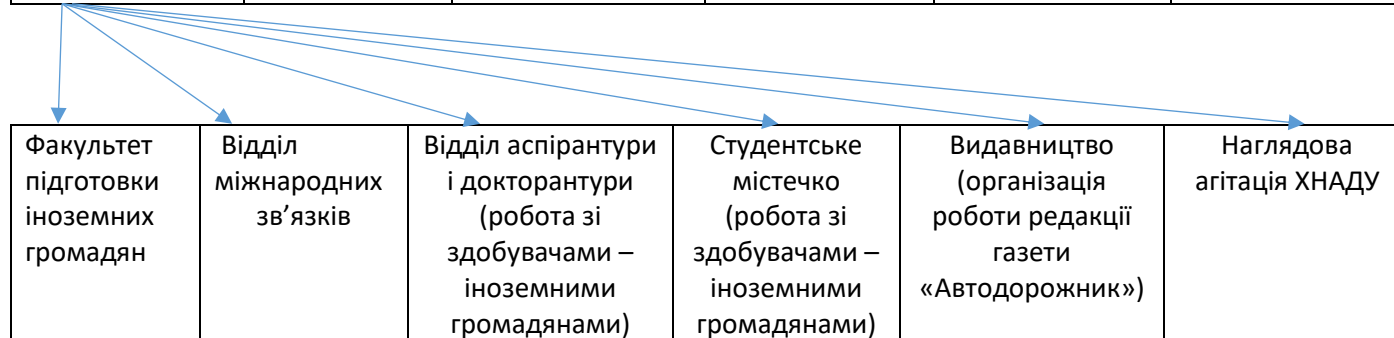 Факультет
підготовки
іноземних
громадян
Відділ
міжнародних
зв’язків
Відділ аспірантури
і докторантури
(робота зі
здобувачами –
іноземними
громадянами)
Студентське
містечко
(робота зі
здобувачами –
іноземними
громадянами)
Видавництво
(організація
роботи редакції
газети
«Автодорожник»)
Наглядова
агітація ХНАДУ